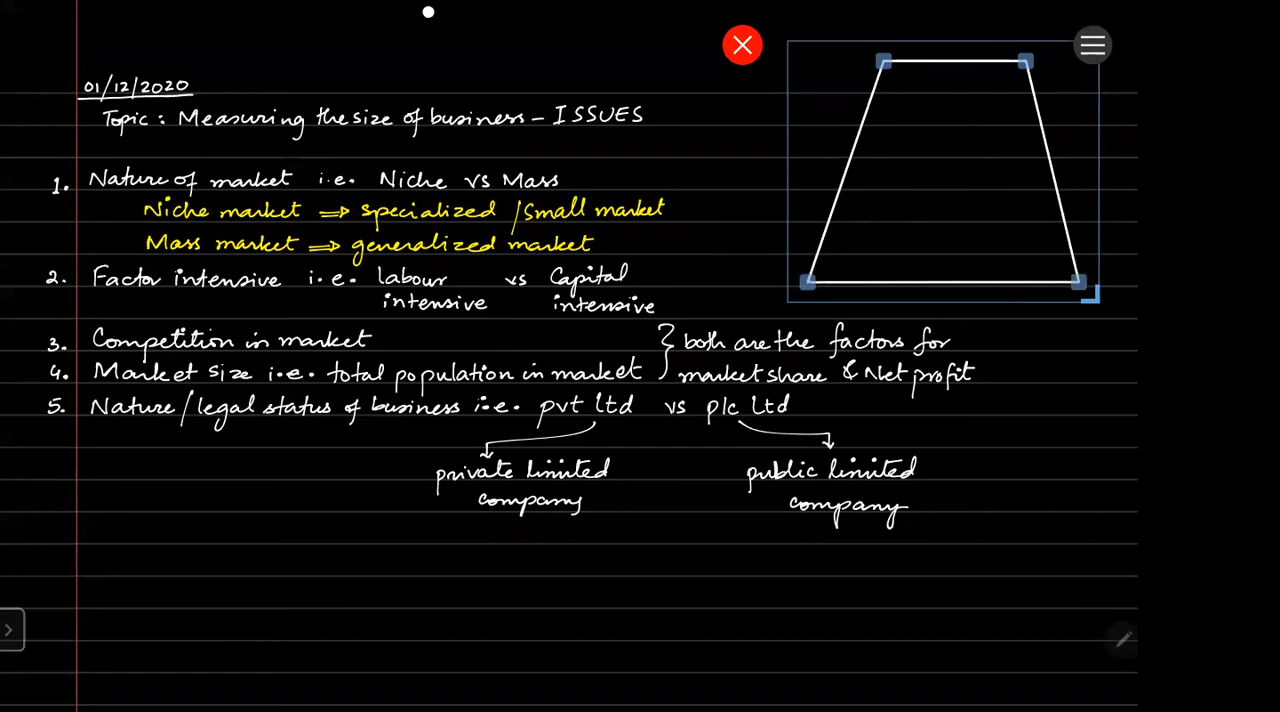 01/12/2020
Topic: Measuring the size of business - ISSUES
1. Nature of market i.e. Niche vs Mass
Niche market ⇒ specialized / small market
Mass market ⇒ generalized market
2. Factor intensive i.e. labour intensive vs Capital intensive
3. Competition in market
4. Market size i.e. total population in market
} both are the factors for
market share & Net profit
5. Nature / legal status of business i.e. pvt ltd vs plc Ltd
private limited
company
public limited
company